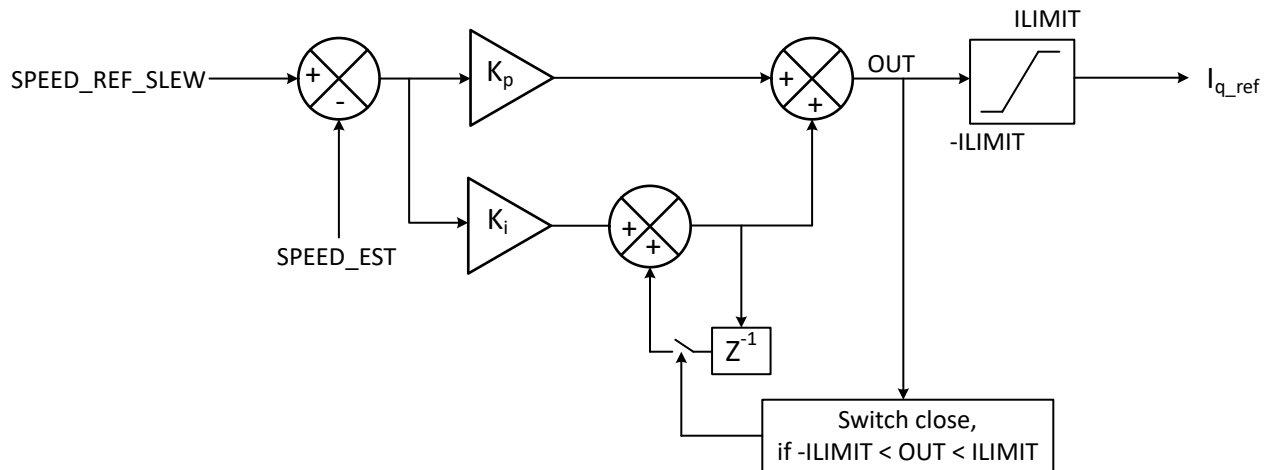 ILIMIT
SPEED_REF_SLEW
+
-
Kp
+
+
OUT
Iq_ref
-ILIMIT
Ki
+
+
SPEED_EST
Z-1
Switch close,
if -ILIMIT < OUT < ILIMIT